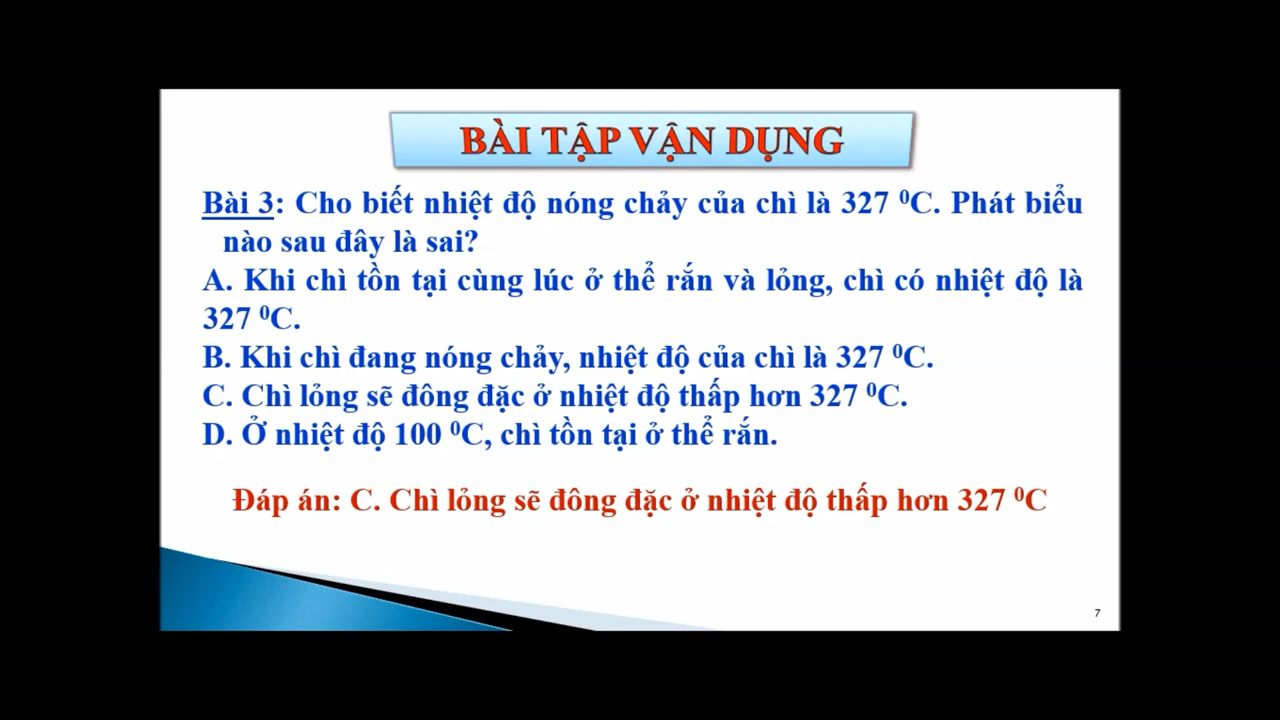 BÀI TẬP VẬN DỤNG
Bài 3: Cho biết nhiệt độ nóng chảy của chì là 327 ⁰C. Phát biểu
nào sau đây là sai?
A. Khi chì tồn tại cùng lúc ở thể rắn và lỏng, chì có nhiệt độ là
327 ⁰C.
B. Khi chì đang nóng chảy, nhiệt độ của chì là 327 ⁰C.
C. Chì lỏng sẽ đông đặc ở nhiệt độ thấp hơn 327 ⁰C.
D. Ở nhiệt độ 100 ⁰C, chì tồn tại ở thể rắn.
Đáp án: C. Chì lỏng sẽ đông đặc ở nhiệt độ thấp hơn 327 ⁰C
7